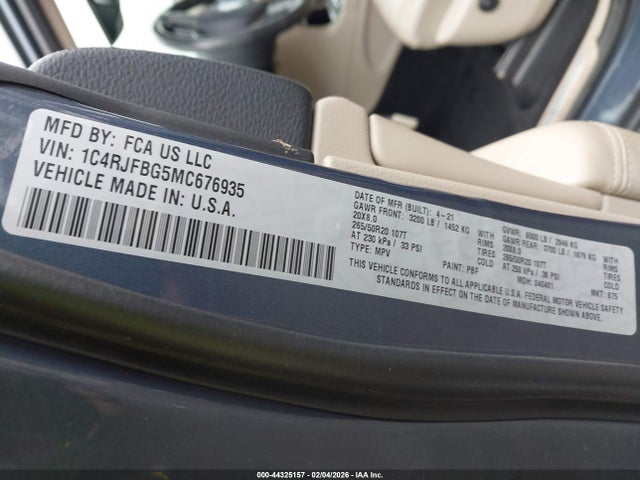 MFD BY: FCA US LLC
VIN: 1C4RJFBG5MC676935
VEHICLE MADE IN: U.S.A.
DATE OF MFR (BUILT): 4-21
GAWR FRONT: 3200 LB / 1452 KG WITH
20X8.0 RIMS
265/50R20 107T TIRES
AT 230 kPa / 33 PSI COLD
TYPE: MPV PAINT: PBF
GVWR: 6500 LB / 2949 KG
GAWR REAR: 3700 LB / 1679 KG WITH
20X8.0 RIMS
265/50R20 107T TIRES
AT 250 kPa / 36 PSI COLD
MDH: 040401 MKT: 875
THIS VEHICLE CONFORMS TO ALL APPLICABLE U.S.A. FEDERAL MOTOR VEHICLE SAFETY
STANDARDS IN EFFECT ON THE DATE OF MANUFACTURE SHOWN ABOVE.
000-44325157 - 02/04/2026 - IAA Inc.